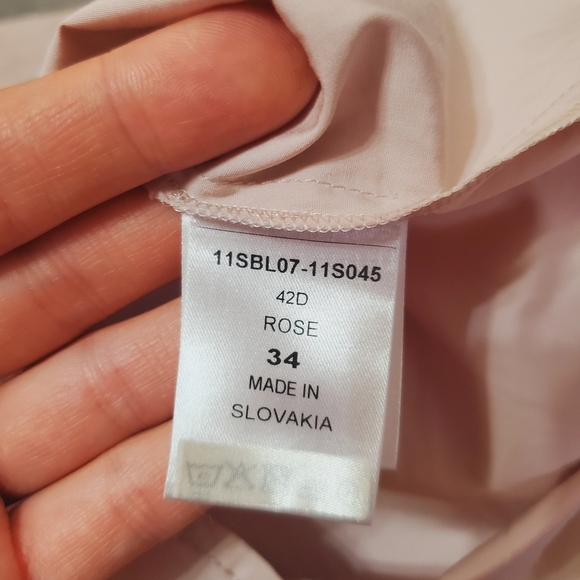 11SBL07-11S045
42D
ROSE
34
MADE IN
SLOVAKIA